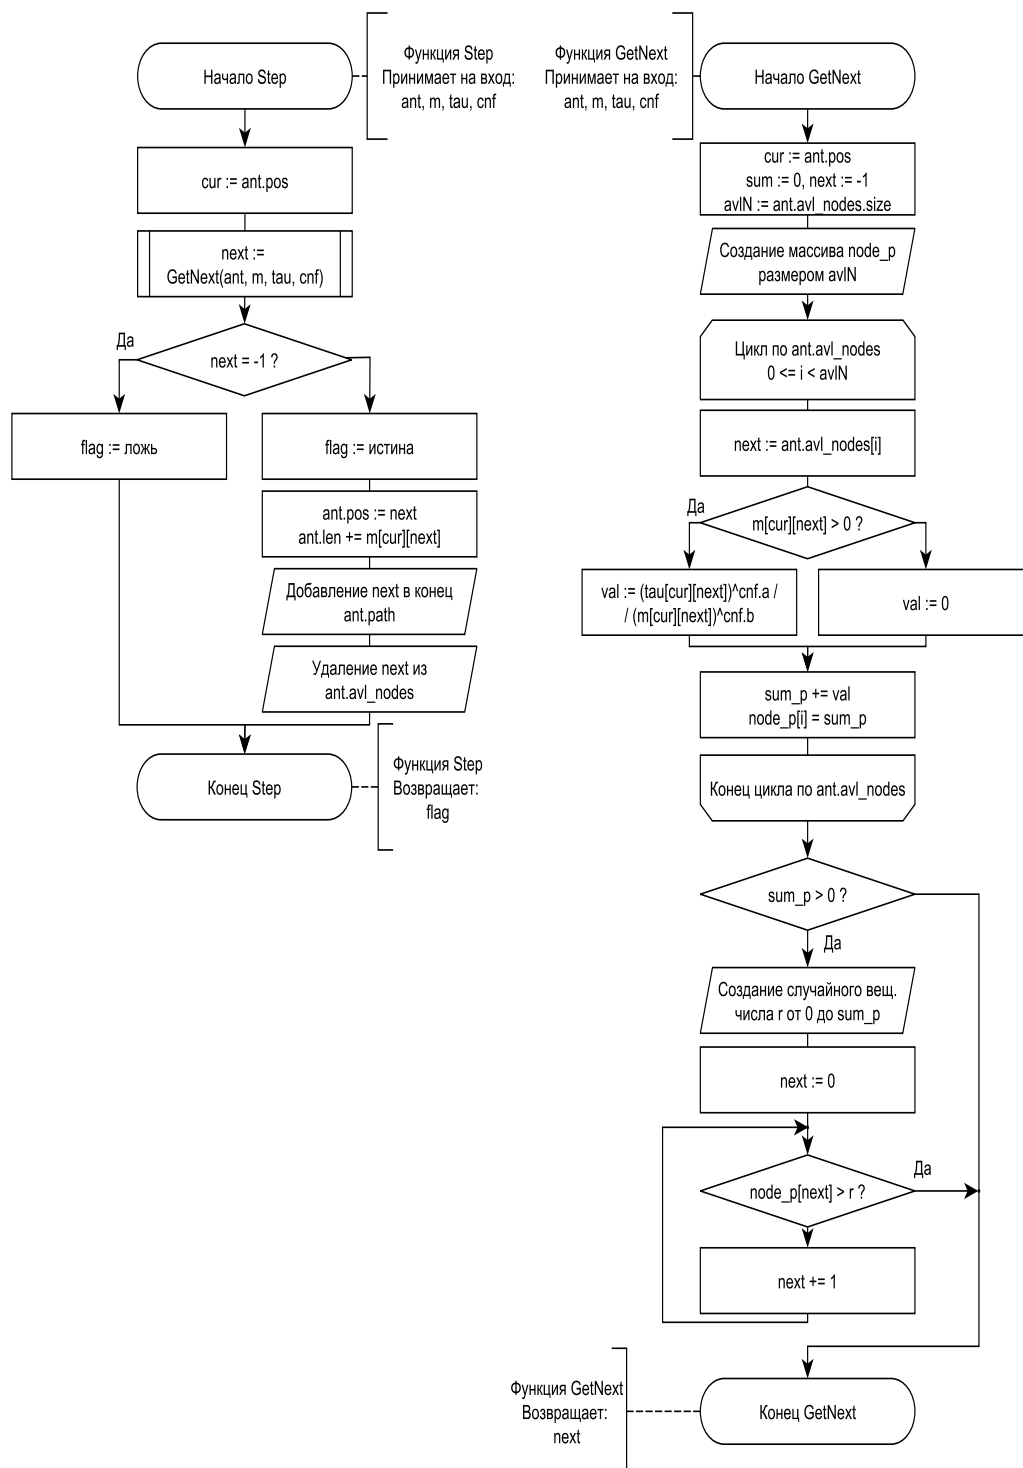 Начало Step
Функция Step
Принимает на вход:
ant, m, tau, cnf
cur := ant.pos
next :=
GetNext(ant, m, tau, cnf)
Да
next = -1 ?
flag := ложь
flag := истина
ant.pos := next
ant.len += m[cur][next]
Добавление next в конец
ant.path
Удаление next из
ant.avl_nodes
Конец Step
Функция Step
Возвращает:
flag
Функция GetNext
Принимает на вход:
ant, m, tau, cnf
Начало GetNext
cur := ant.pos
sum := 0, next := -1
avlN := ant.avl_nodes.size
Создание массива node_p
размером avlN
Цикл по ant.avl_nodes
0 <= i < avlN
next := ant.avl_nodes[i]
Да
m[cur][next] > 0 ?
val := (tau[cur][next])^cnf.a /
/ (m[cur][next])^cnf.b
val := 0
sum_p += val
node_p[i] = sum_p
Конец цикла по ant.avl_nodes
sum_p > 0 ?
Да
Создание случайного вещ.
числа r от 0 до sum_p
next := 0
Да
node_p[next] > r ?
next += 1
Функция GetNext
Возвращает:
next
Конец GetNext